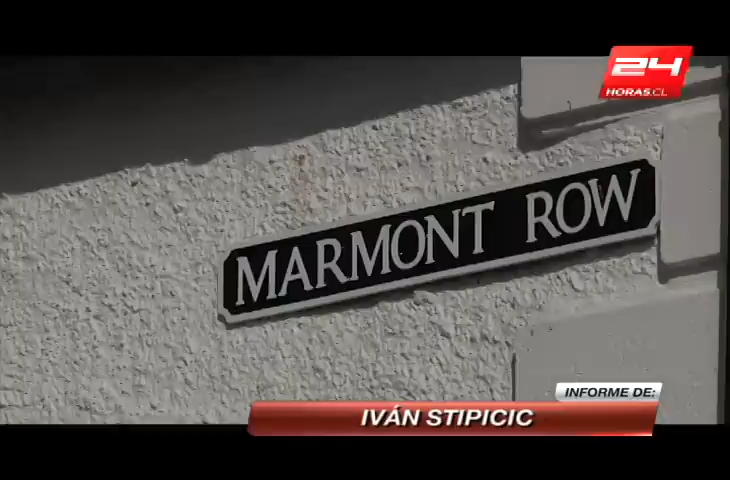 24
HORAS.CL
MARMONT ROW
INFORME DE:
IVÁN STIPICIC